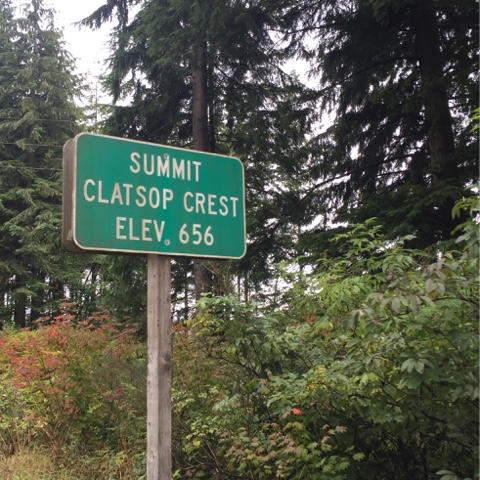 SUMMIT
CLATSOP CREST
ELEV. 656